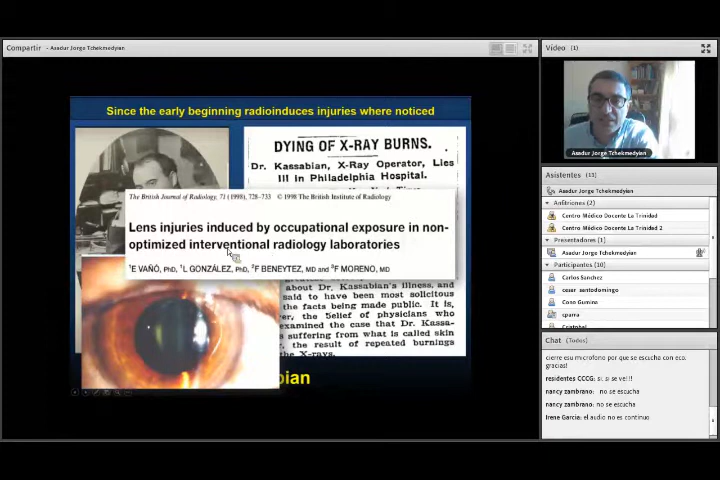 Compartir - Asadur Jorge Tchekmedyian
Since the early beginning radioinduces injuries where noticed
DYING OF X-RAY BURNS.
Dr. Kassabian, X-Ray Operator, Lies
Ill in Philadelphia Hospital.
The British Journal of Radiology, 71 (1998), 728–733 © 1998 The British Institute of Radiology
Lens injuries induced by occupational exposure in non-
optimized interventional radiology laboratories
¹E VAÑÓ, PhD, ¹L GONZÁLEZ, PhD, ²F BENEYTEZ, MD and ³F MORENO, MD
about Dr. Kassabian's illness, and
said to have been most solicitous
the facts being made public. It is,
er, the belief of physicians who
examined the case that Dr. Kassa-
suffering from what is called skin
, the result of repeated burnings
the X-rays.
bian
Video (1)
Asadur Jorge Tchekmedyian
Asistentes (13)
Asadur Jorge Tchekmedyian
Anfitriones (2)
Centro Médico Docente La Trinidad
Centro Médico Docente La Trinidad 2
Presentadores (1)
Asadur Jorge Tchekmedyian
Participantes (10)
Carlos Sanchez
cesar santodomingo
Cono Gumina
cparra
Cristobal
Chat (Todos)
cierre esu microfono por que se escucha con eco.
gracias!
residentes CCCG: si si se ve!!!
nancy zambrano: no se escucha
nancy zambrano: no se escucha
Irene Garcia: el audio no es continuo